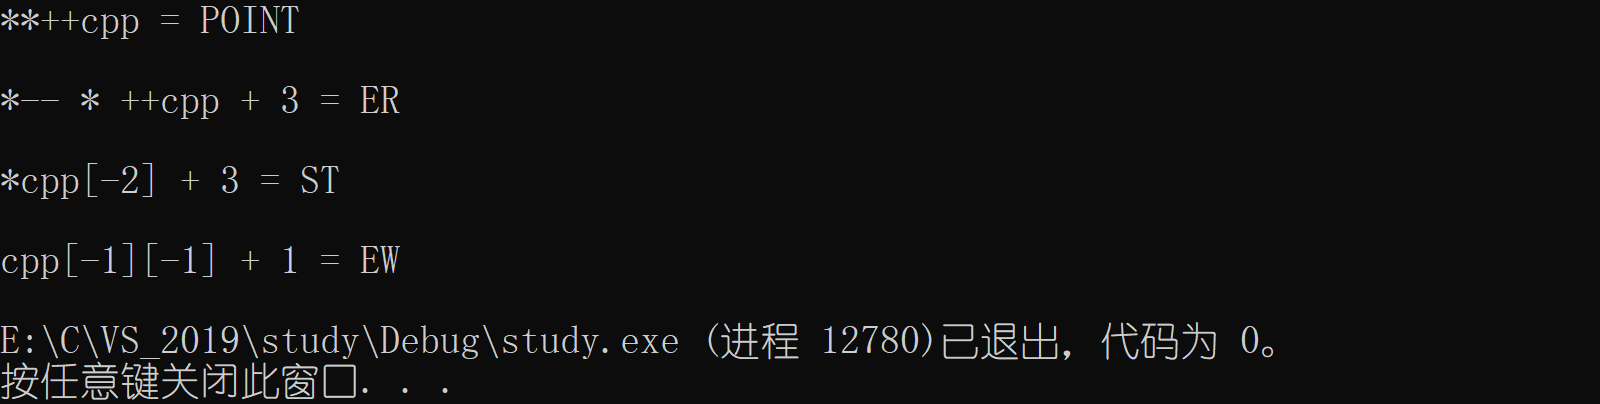 **++cpp = POINT
*-- * ++cpp + 3 = ER
*cpp[-2] + 3 = ST
cpp[-1][-1] + 1 = EW
E:\C\VS_2019\study\Debug\study.exe (进程 12780)已退出，代码为 0。
按任意键关闭此窗口. . .